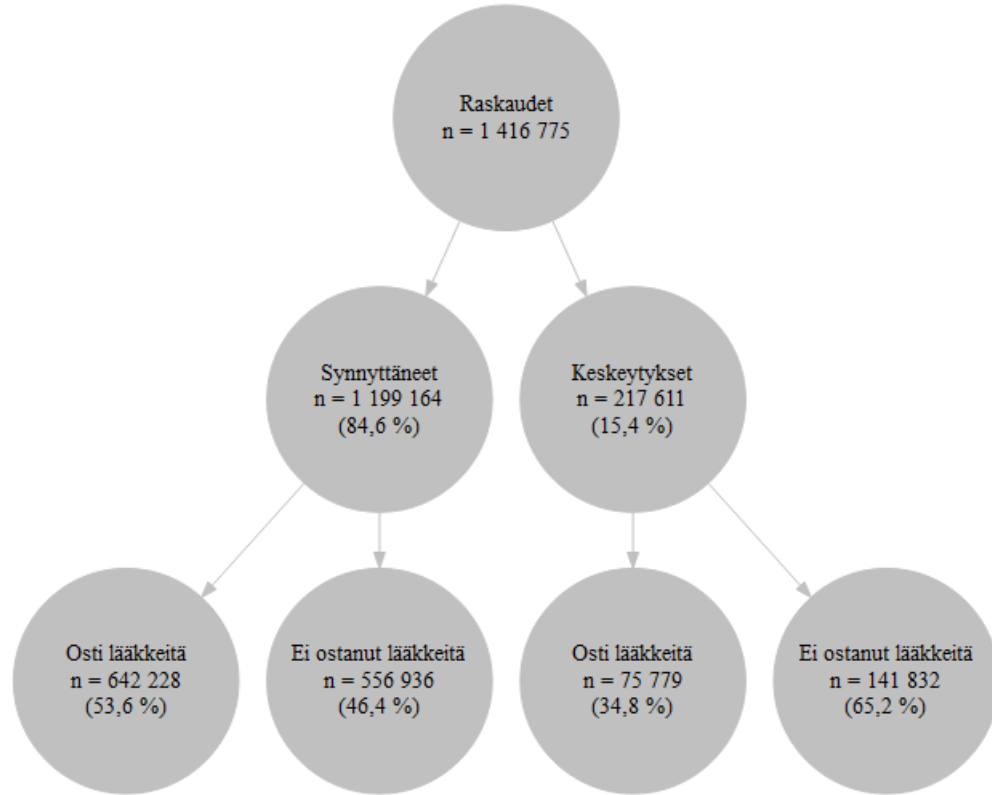 Raskaudet
n = 1 416 775
Synnyttäneet
n = 1 199 164
(84,6 %)
Keskeytykset
n = 217 611
(15,4 %)
Osti lääkkeitä
n = 642 228
(53,6 %)
Ei ostanut lääkkeitä
n = 556 936
(46,4 %)
Osti lääkkeitä
n = 75 779
(34,8 %)
Ei ostanut lääkkeitä
n = 141 832
(65,2 %)